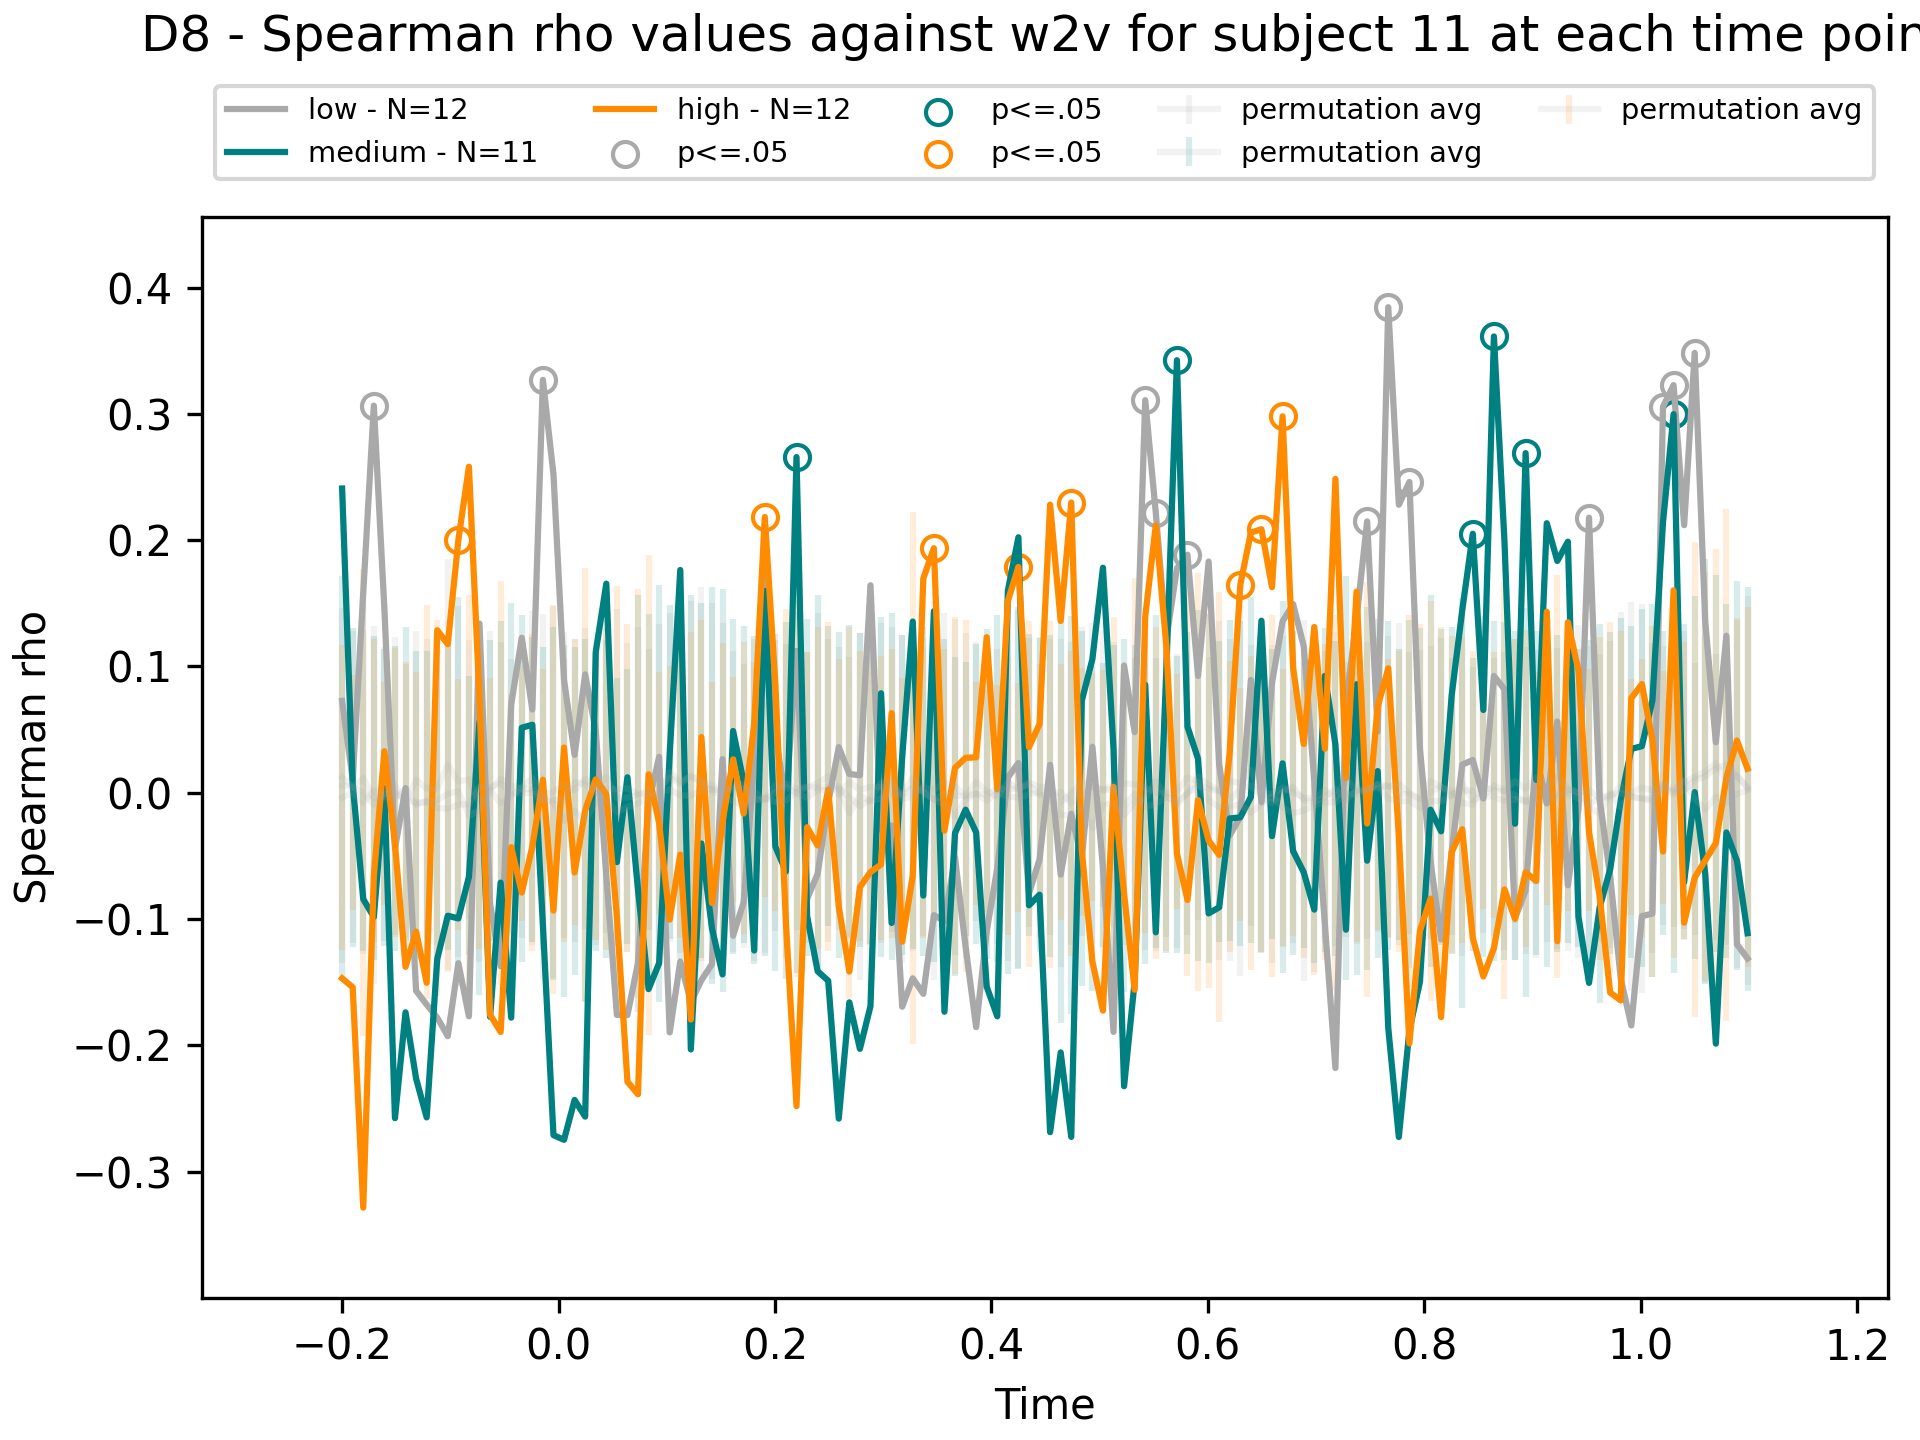 D8 - Spearman rho values against w2v for subject 11 at each time poin
low - N=12
medium - N=11
high - N=12
p<=.05
p<=.05
p<=.05
permutation avg
permutation avg
permutation avg
Spearman rho
0.4
0.3
0.2
0.1
0.0
−0.1
−0.2
−0.3
−0.2 0.0 0.2 0.4 0.6 0.8 1.0 1.2
Time